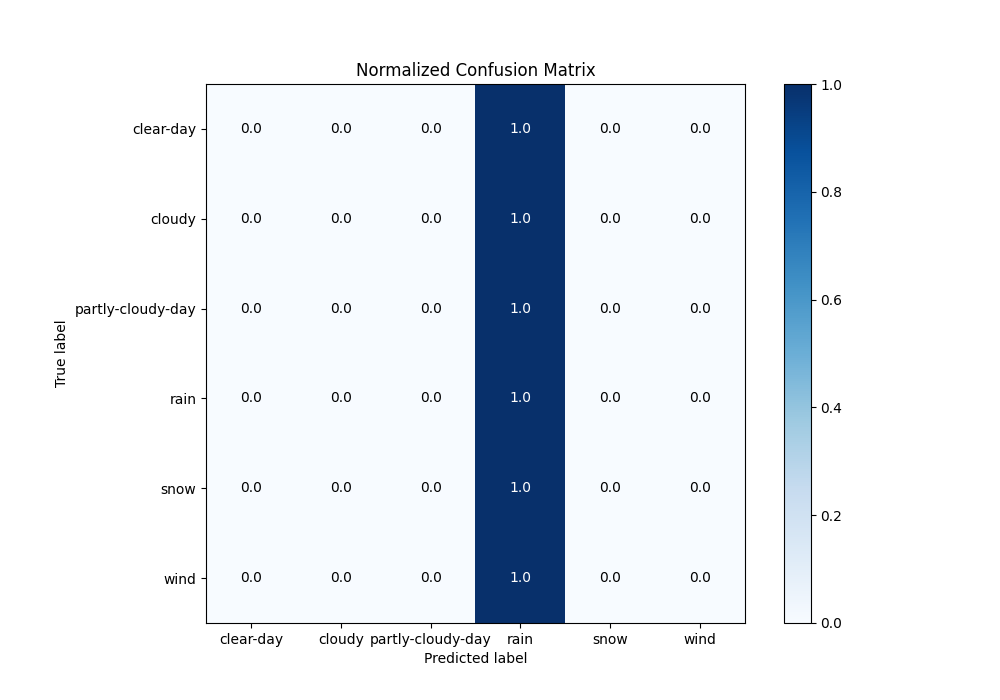 Normalized Confusion Matrix
1.0
clear-day 0.0 0.0 0.0 1.0 0.0 0.0
0.8
cloudy 0.0 0.0 0.0 1.0 0.0 0.0
partly-cloudy-day 0.0 0.0 0.0 1.0 0.0 0.0
0.6
True label
rain 0.0 0.0 0.0 1.0 0.0 0.0
0.4
snow 0.0 0.0 0.0 1.0 0.0 0.0
0.2
wind 0.0 0.0 0.0 1.0 0.0 0.0
0.0
clear-day cloudy partly-cloudy-day rain snow wind
Predicted label